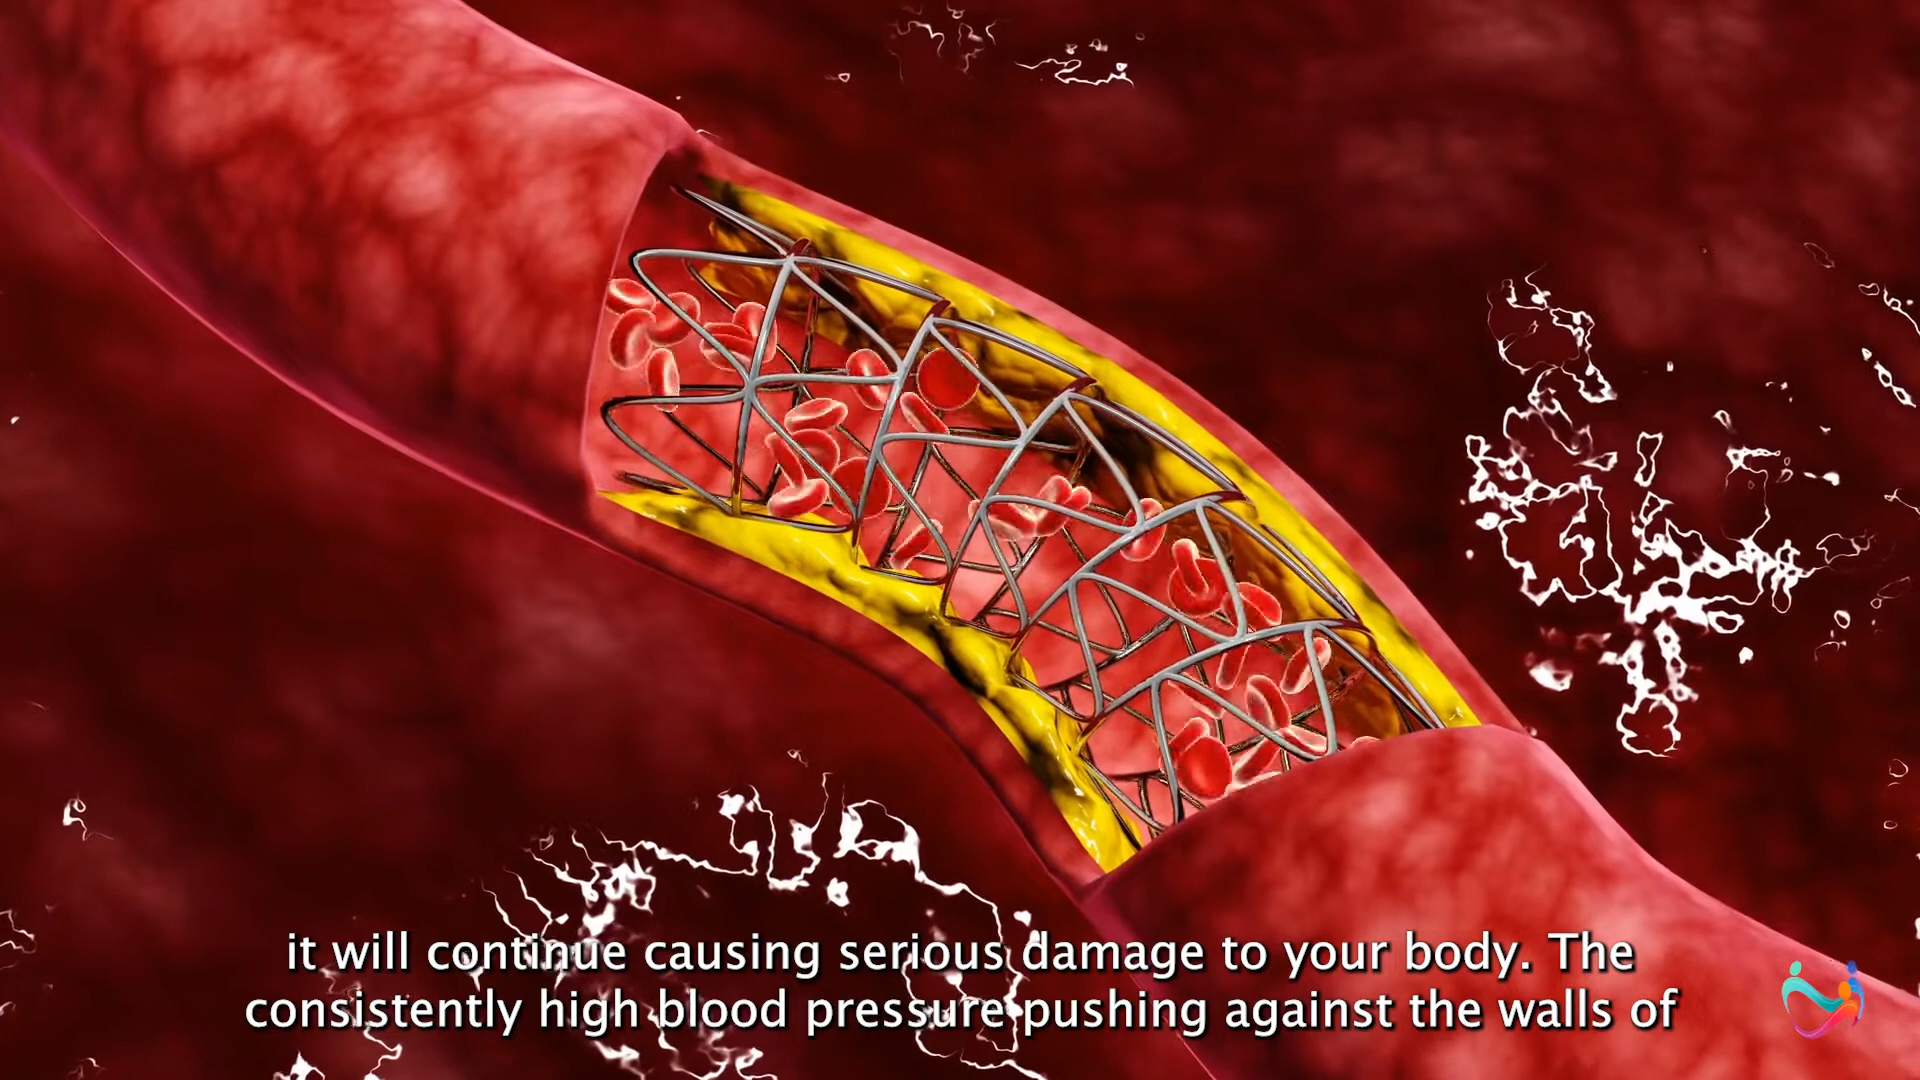 it will continue causing serious damage to your body. The
consistently high blood pressure pushing against the walls of